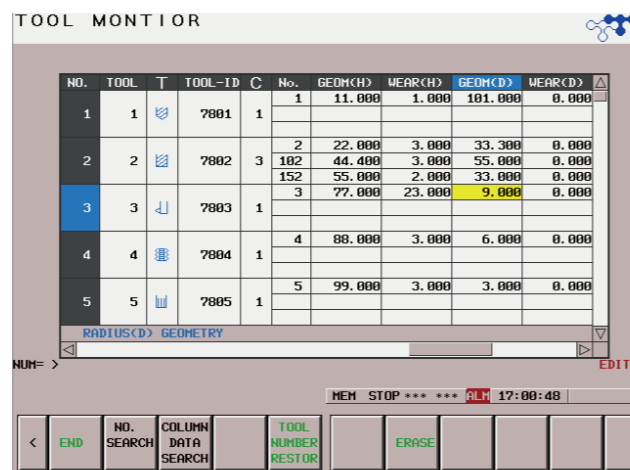 TOOL MONTIOR
NO. TOOL T TOOL-ID C No. GEOM(H) WEAR(H) GEOM(D) WEAR(D)
1 1 7801 1 1 11.000 1.000 101.000 0.000
2 2 7802 3 2 22.000 3.000 33.300 0.000
102 44.400 3.000 55.000 0.000
152 55.000 2.000 33.000 0.000
3 3 7803 1 3 77.000 23.000 9.000 0.000
4 4 7804 1 4 88.000 3.000 6.000 0.000
5 5 7805 1 5 99.000 3.000 3.000 0.000
RADIUS(D) GEOMETRY
NUM= >
EDIT
MEM STOP *** *** ALM 17:00:48
< END NO. SEARCH COLUMN DATA SEARCH TOOL NUMBER RESTOR ERASE